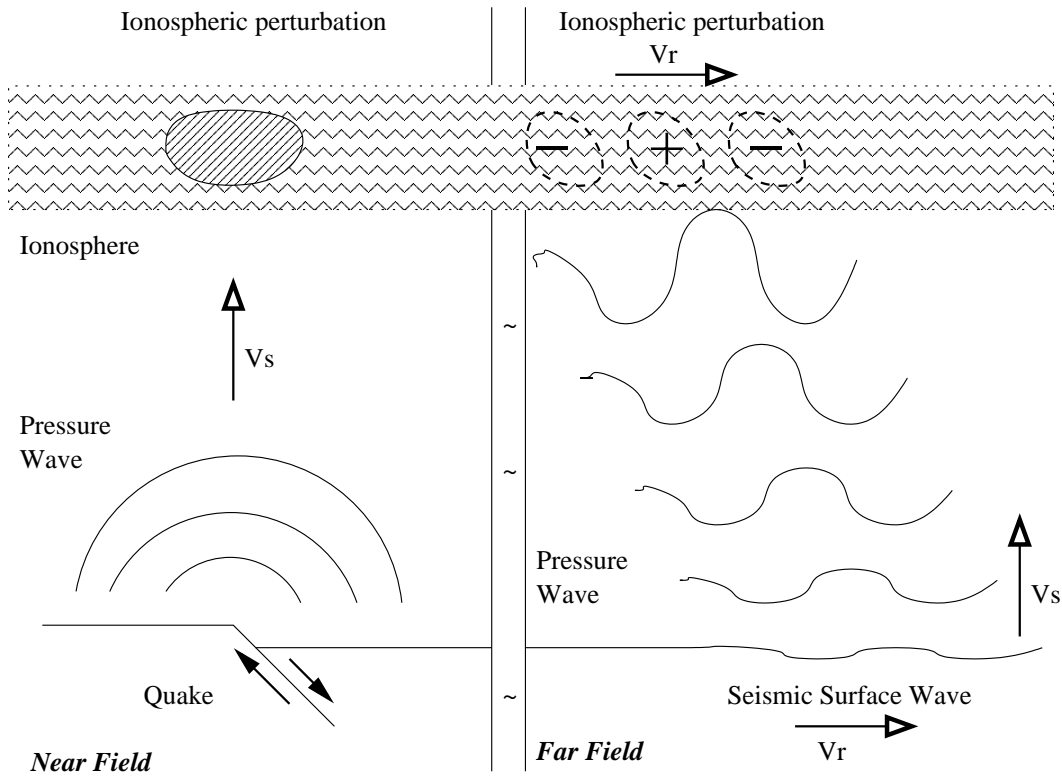 Ionospheric perturbation
Ionosphere
Vs
Pressure
Wave
Quake
Near Field
Ionospheric perturbation
Vr
− + −
~
~
~
Pressure
Wave
Vs
Seismic Surface Wave
Vr
Far Field